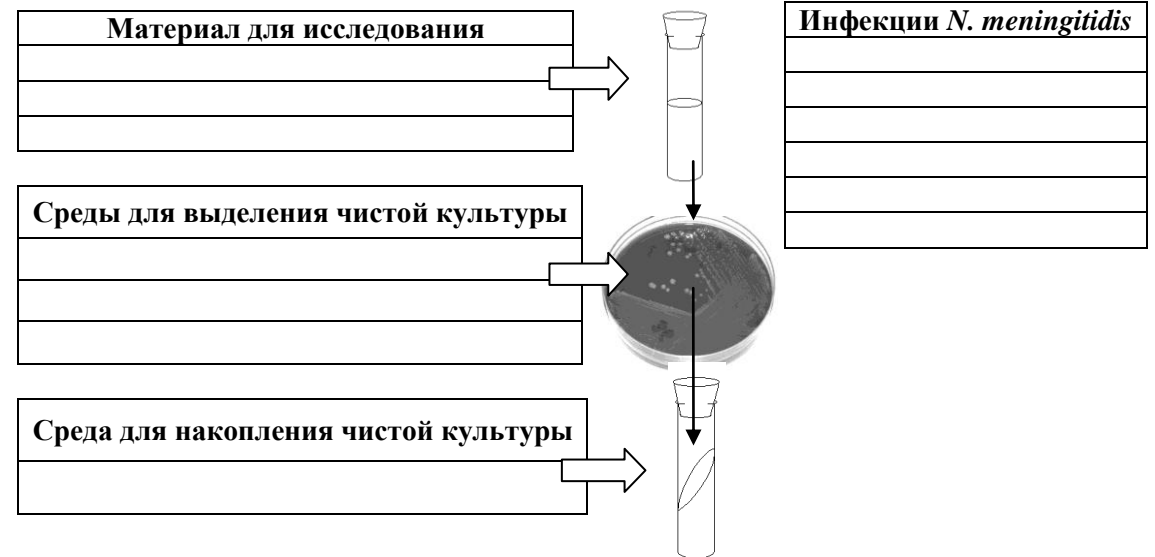 Материал для исследования
Инфекции N. meningitidis
Среды для выделения чистой культуры
Среда для накопления чистой культуры